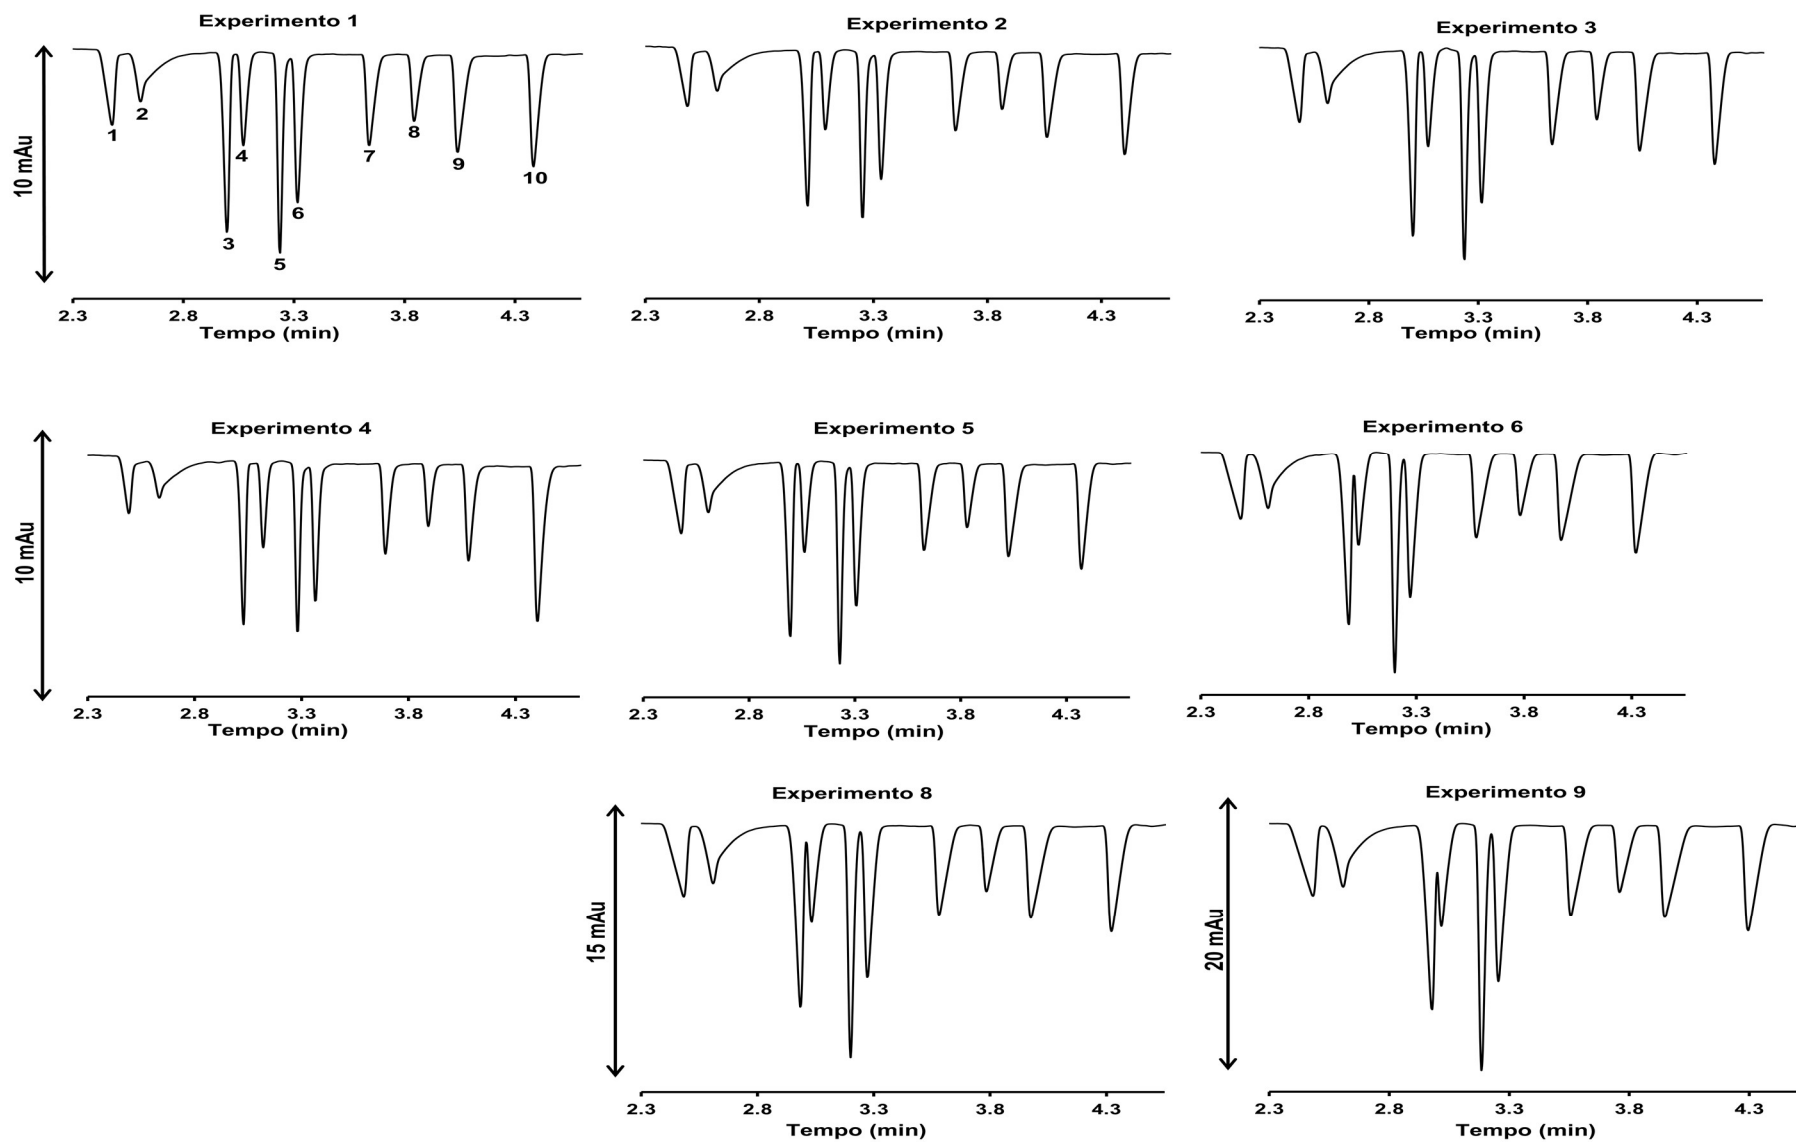 Experimento 1
10 mAu
1
2
3
4
5
6
7
8
9
10
2.3 2.8 3.3 3.8 4.3
Tempo (min)
Experimento 2
2.3 2.8 3.3 3.8 4.3
Tempo (min)
Experimento 3
2.3 2.8 3.3 3.8 4.3
Tempo (min)
Experimento 4
10 mAu
2.3 2.8 3.3 3.8 4.3
Tempo (min)
Experimento 5
2.3 2.8 3.3 3.8 4.3
Tempo (min)
Experimento 6
2.3 2.8 3.3 3.8 4.3
Tempo (min)
Experimento 8
15 mAu
2.3 2.8 3.3 3.8 4.3
Tempo (min)
Experimento 9
20 mAu
2.3 2.8 3.3 3.8 4.3
Tempo (min)